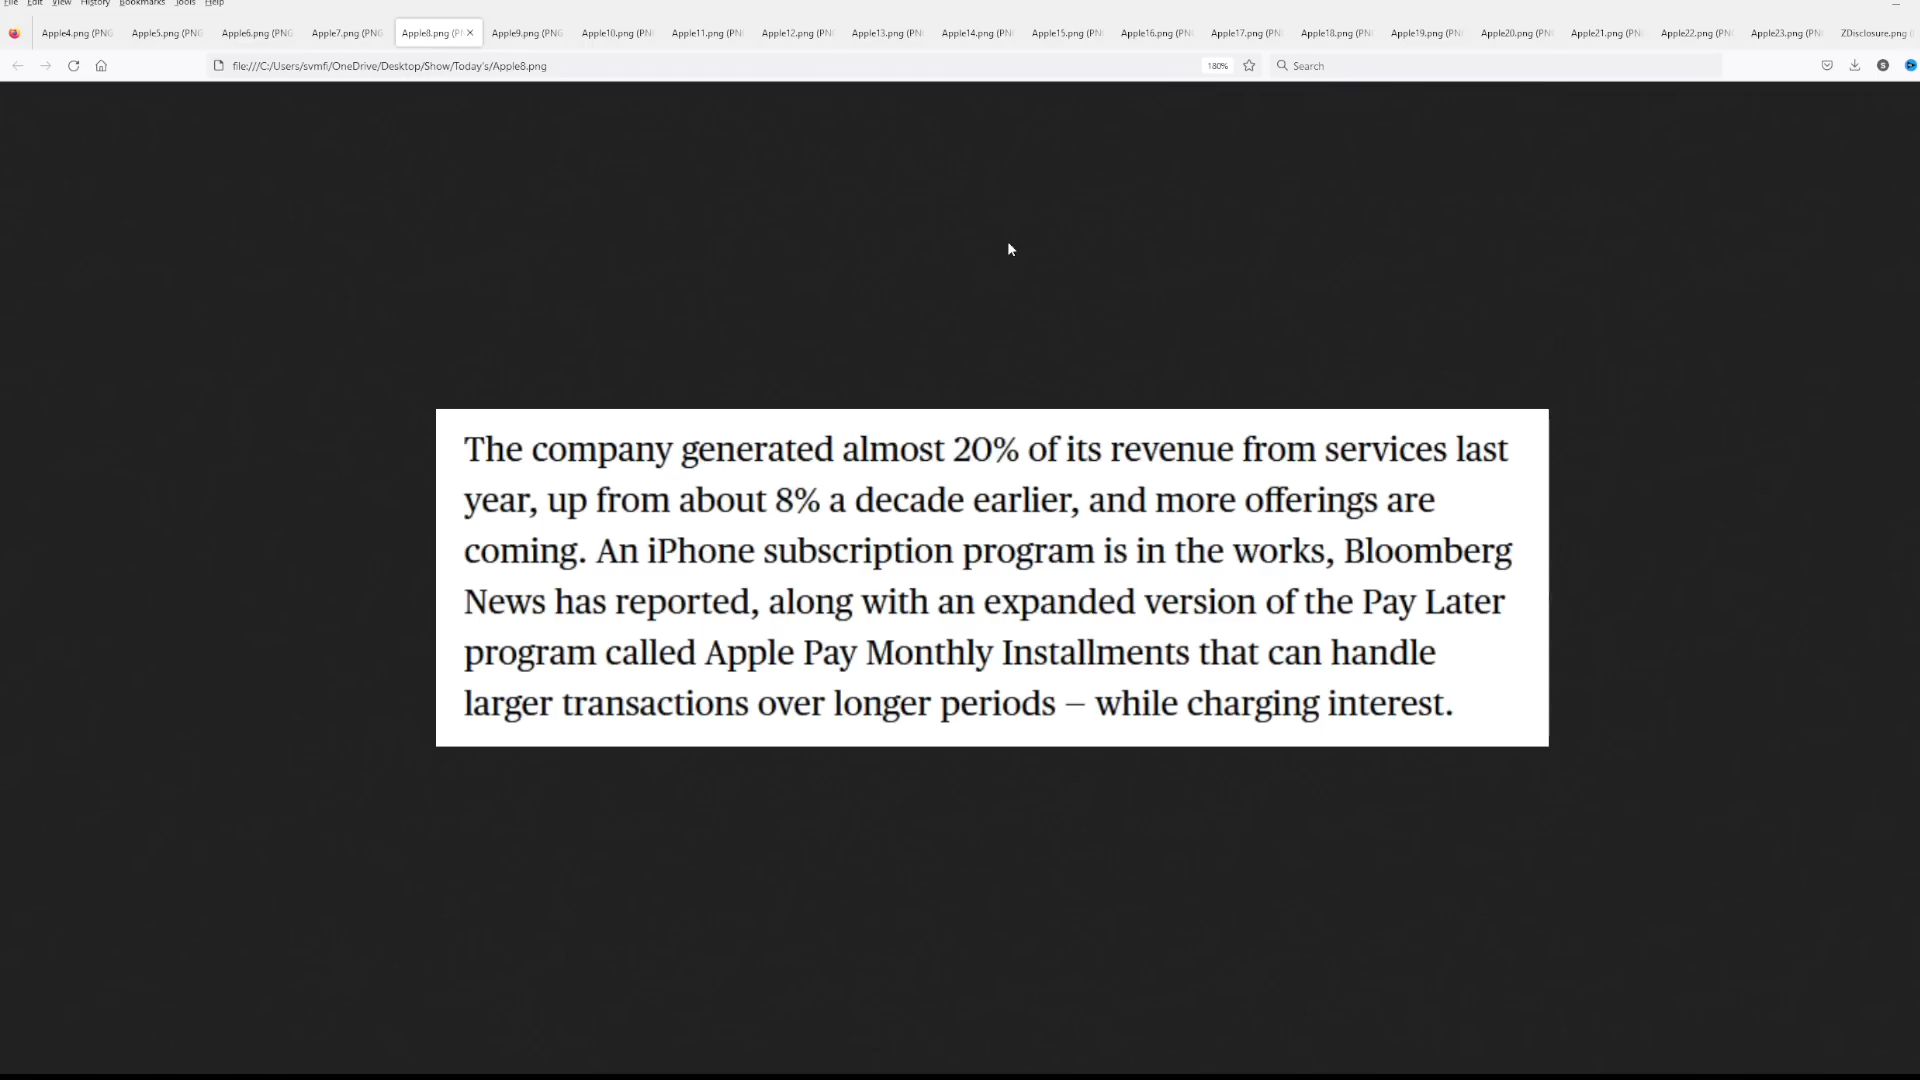 File Edit View History Bookmarks Tools Help
Apple4.png (PNG Apple5.png (PNG Apple6.png (PNG Apple7.png (PNG Apple8.png (P Apple9.png (PNG Apple10.png (PN Apple11.png (PN Apple12.png (PN Apple13.png (PN Apple14.png (PN Apple15.png (PN Apple16.png (PN Apple17.png (PN Apple18.png (PN Apple19.png (PN Apple20.png (PN Apple21.png (PN Apple22.png (PN Apple23.png (PN ZDisclosure.png (
file:///C:/Users/svmfi/OneDrive/Desktop/Show/Today's/Apple8.png 180% Search S
The company generated almost 20% of its revenue from services last
year, up from about 8% a decade earlier, and more offerings are
coming. An iPhone subscription program is in the works, Bloomberg
News has reported, along with an expanded version of the Pay Later
program called Apple Pay Monthly Installments that can handle
larger transactions over longer periods – while charging interest.